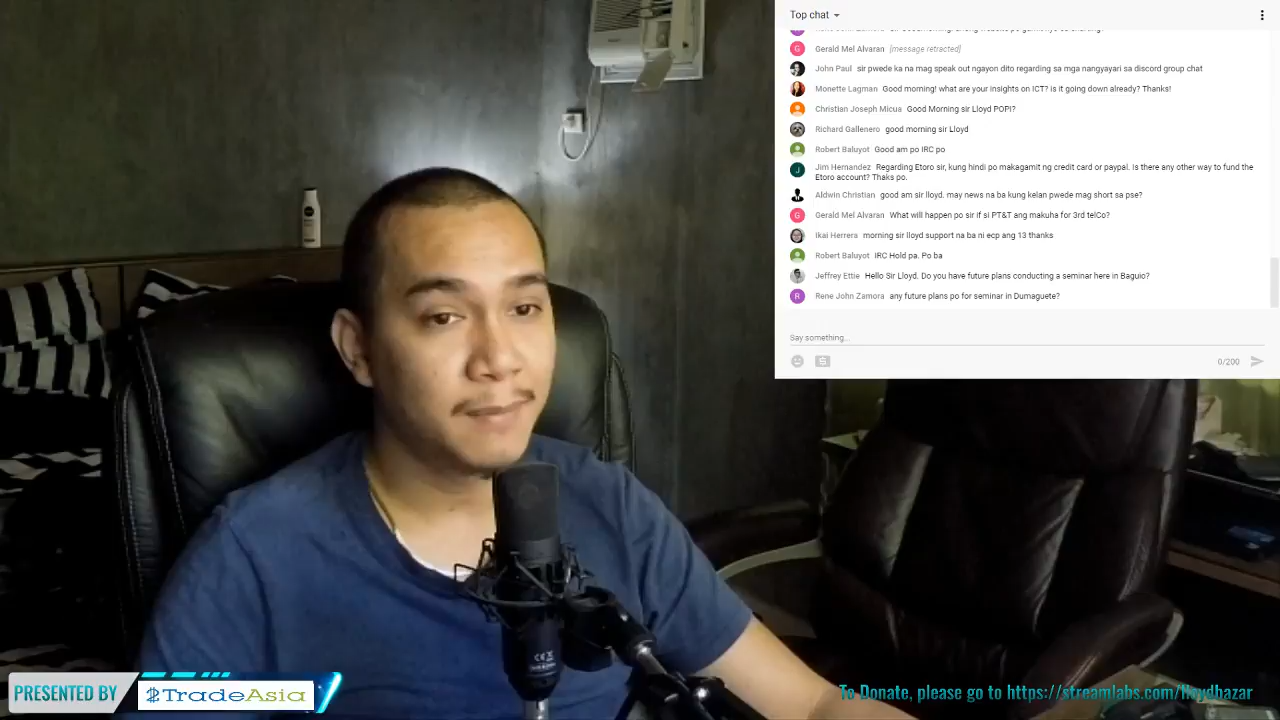 Top chat
Gerald Mel Alvaran [message retracted]
John Paul sir pwede ka na mag speak out ngayon dito regarding sa mga nangyayari sa discord group chat
Monette Lagman Good morning! what are your insights on ICT? is it going down already? Thanks!
Christian Joseph Micua Good Morning sir Lloyd POPI?
Richard Gallenero good morning sir Lloyd
Robert Baluyot Good am po IRC po
Jim Hernandez Regarding Etoro sir, kung hindi po makagamit ng credit card or paypal. Is there any other way to fund the
Etoro account? Thaks po.
Aldwin Christian good am sir lloyd. may news na ba kung kelan pwede mag short sa pse?
Gerald Mel Alvaran What will happen po sir if si PT&T ang makuha for 3rd telCo?
Ikai Herrera morning sir lloyd support na ba ni ecp ang 13 thanks
Robert Baluyot IRC Hold pa. Po ba
Jeffrey Ettie Hello Sir Lloyd. Do you have future plans conducting a seminar here in Baguio?
Rene John Zamora any future plans po for seminar in Dumaguete?
Say something...
0/200
NIVEA
PRESENTED BY
$TradeAsia
To Donate, please go to https://streamlabs.com/lloydbazar